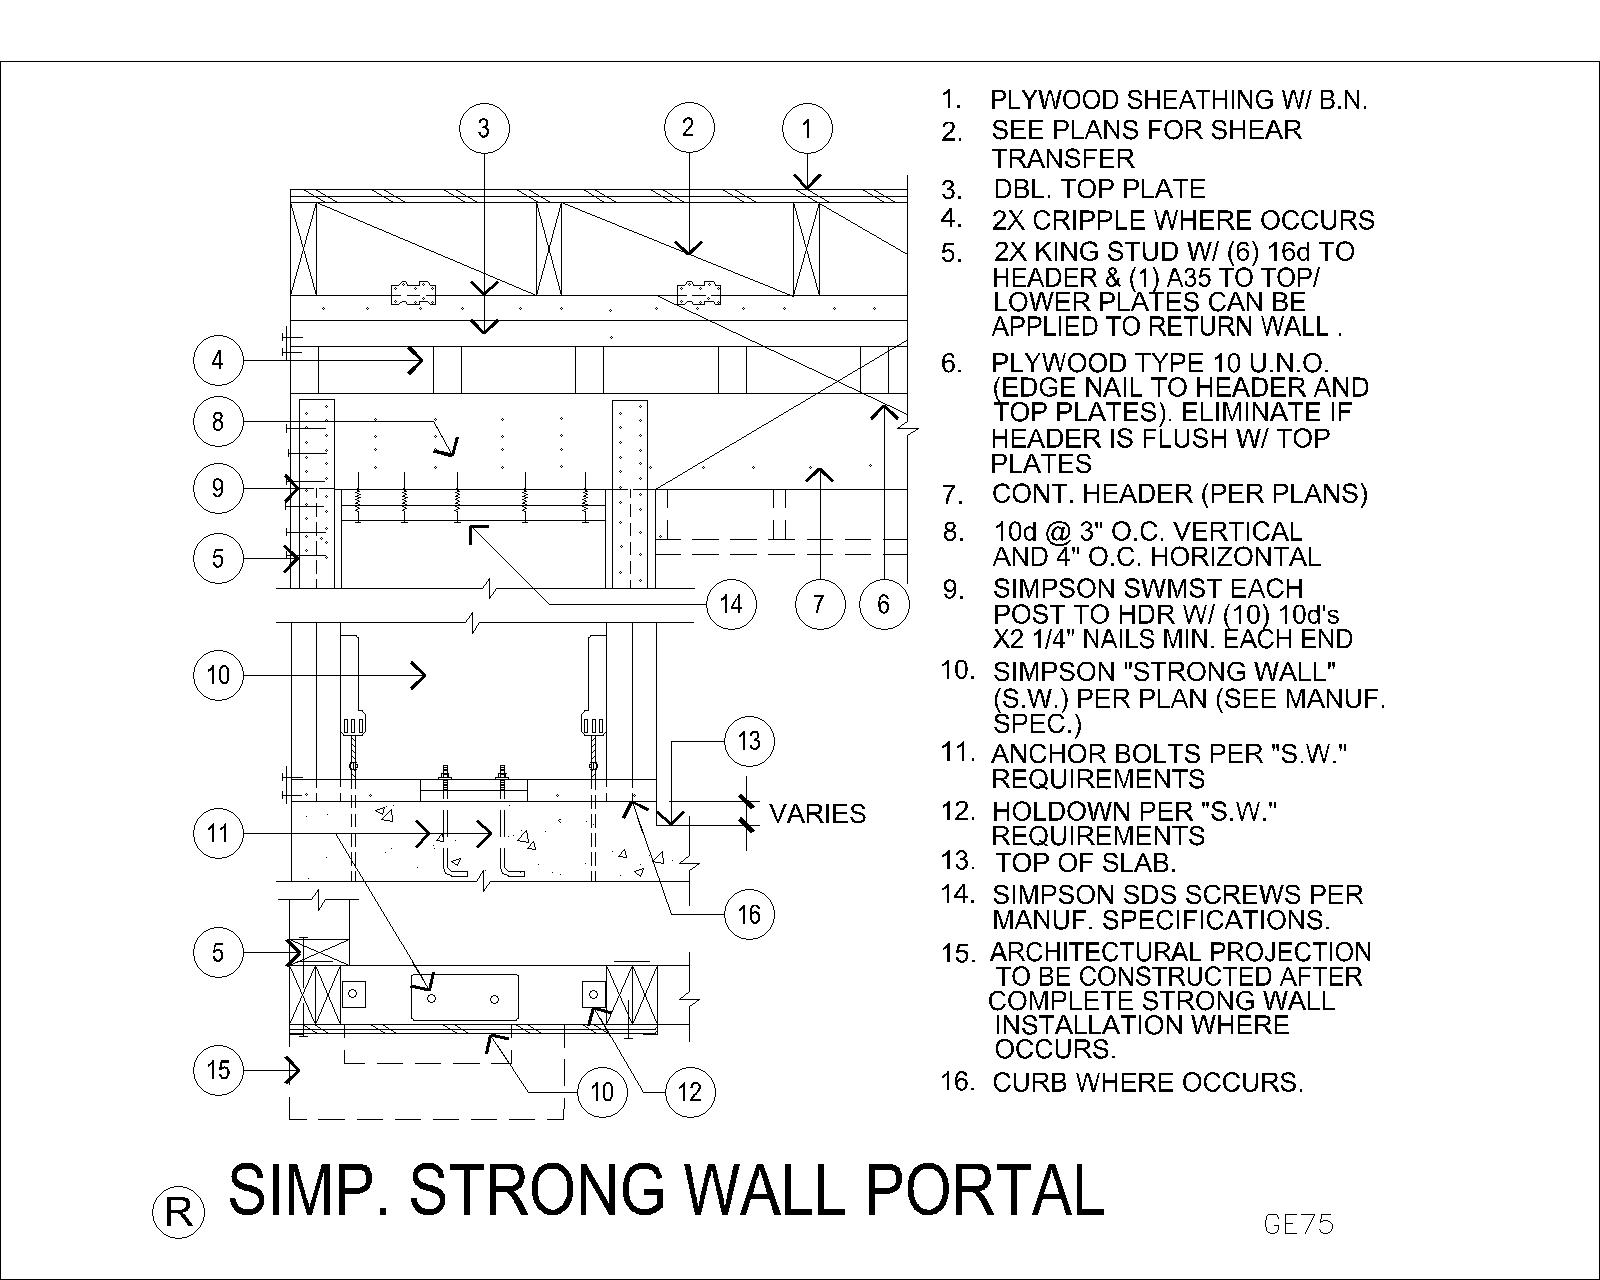 3
2
1
4
8
9
5
14
7
6
10
13
VARIES
11
16
5
15
10
12
1. PLYWOOD SHEATHING W/ B.N.
2. SEE PLANS FOR SHEAR
TRANSFER
3. DBL. TOP PLATE
4. 2X CRIPPLE WHERE OCCURS
5. 2X KING STUD W/ (6) 16d TO
HEADER & (1) A35 TO TOP/
LOWER PLATES CAN BE
APPLIED TO RETURN WALL .
6. PLYWOOD TYPE 10 U.N.O.
(EDGE NAIL TO HEADER AND
TOP PLATES). ELIMINATE IF
HEADER IS FLUSH W/ TOP
PLATES
7. CONT. HEADER (PER PLANS)
8. 10d @ 3" O.C. VERTICAL
AND 4" O.C. HORIZONTAL
9. SIMPSON SWMST EACH
POST TO HDR W/ (10) 10d's
X2 1/4" NAILS MIN. EACH END
10. SIMPSON "STRONG WALL"
(S.W.) PER PLAN (SEE MANUF.
SPEC.)
11. ANCHOR BOLTS PER "S.W."
REQUIREMENTS
12. HOLDOWN PER "S.W."
REQUIREMENTS
13. TOP OF SLAB.
14. SIMPSON SDS SCREWS PER
MANUF. SPECIFICATIONS.
15. ARCHITECTURAL PROJECTION
TO BE CONSTRUCTED AFTER
COMPLETE STRONG WALL
INSTALLATION WHERE
OCCURS.
16. CURB WHERE OCCURS.
R SIMP. STRONG WALL PORTAL
GE75